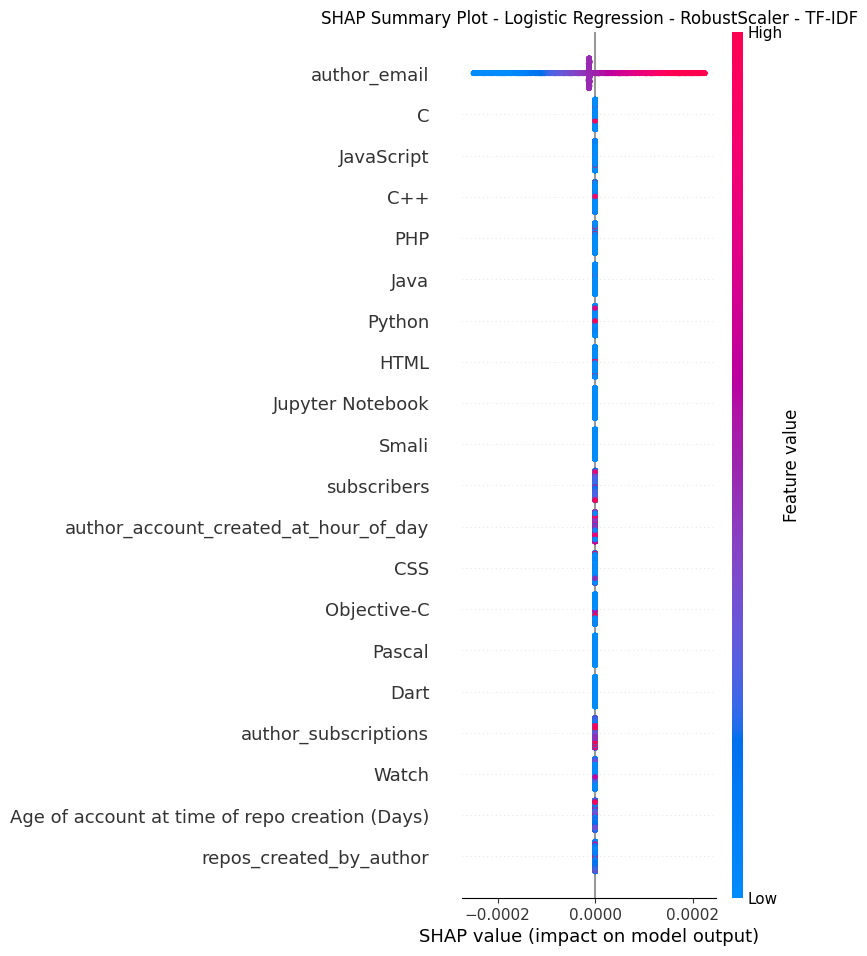 SHAP Summary Plot - Logistic Regression - RobustScaler - TF-IDF
High
author_email
C
JavaScript
C++
PHP
Java
Python
HTML
Jupyter Notebook
Smali
subscribers
author_account_created_at_hour_of_day
CSS
Objective-C
Pascal
Dart
author_subscriptions
Watch
Age of account at time of repo creation (Days)
repos_created_by_author
Feature value
Low
−0.0002 0.0000 0.0002
SHAP value (impact on model output)